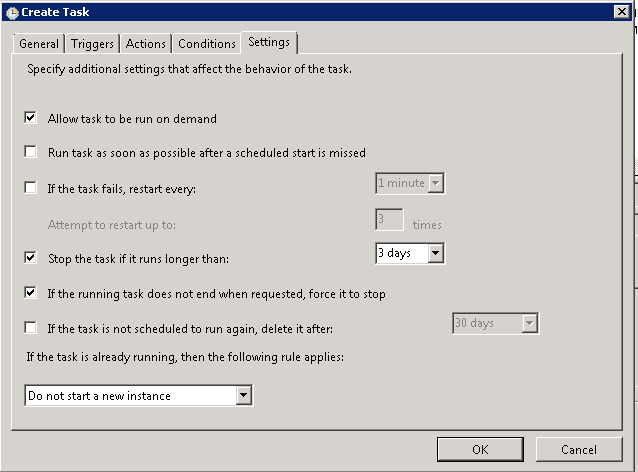 Create Task
General Triggers Actions Conditions Settings
Specify additional settings that affect the behavior of the task.
Allow task to be run on demand
Run task as soon as possible after a scheduled start is missed
If the task fails, restart every: 1 minute
Attempt to restart up to: 3 times
Stop the task if it runs longer than: 3 days
If the running task does not end when requested, force it to stop
If the task is not scheduled to run again, delete it after: 30 days
If the task is already running, then the following rule applies:
Do not start a new instance
OK Cancel